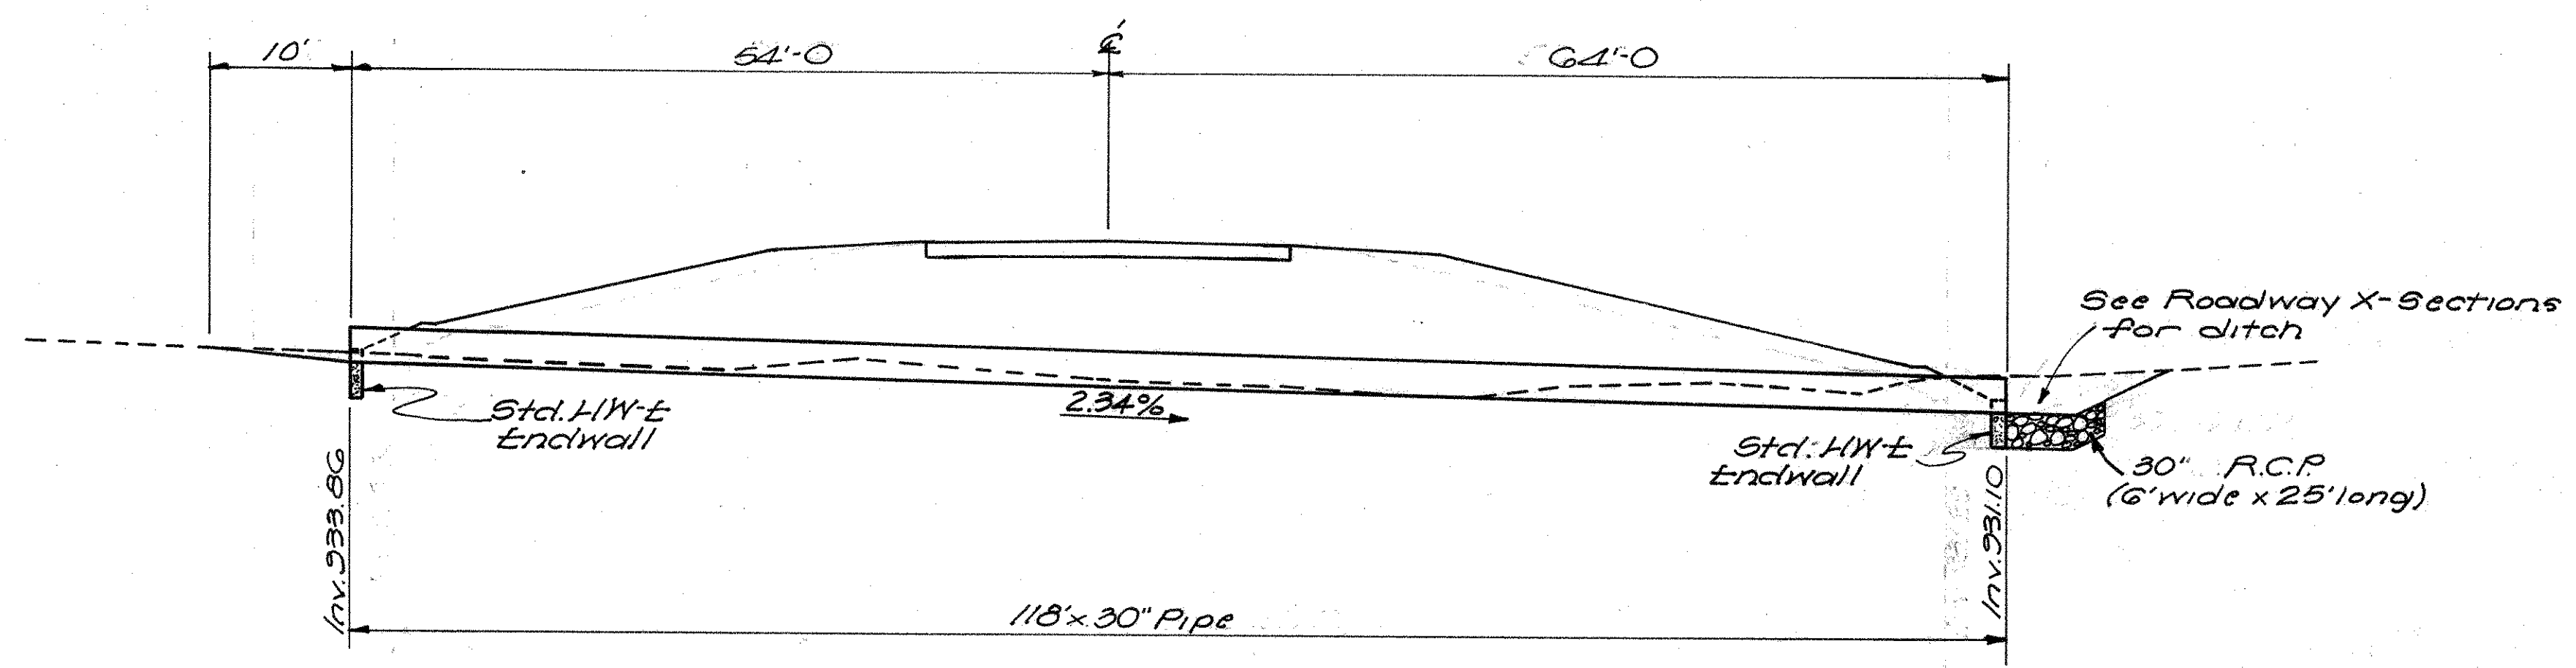 10'
54'-0
℄
64'-0
See Roadway X-Sections
for ditch
Std. HW-E
Endwall
2.34%
Std. HW-E
Endwall
30" R.C.P.
(6' wide x 25' long)
Inv. 933.86
Inv. 931.10
118' x 30" Pipe